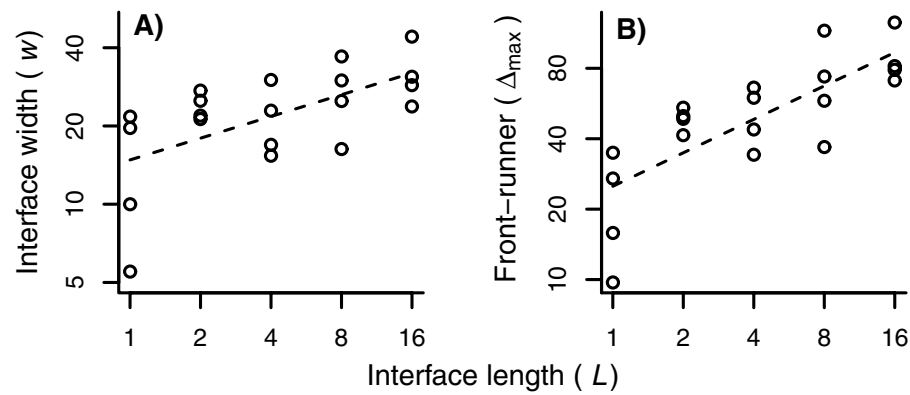 A)
Interface width ( w)
40
20
10
5
1 2 4 8 16
B)
Front−runner ( Δmax)
80
40
20
10
1 2 4 8 16
Interface length ( L)